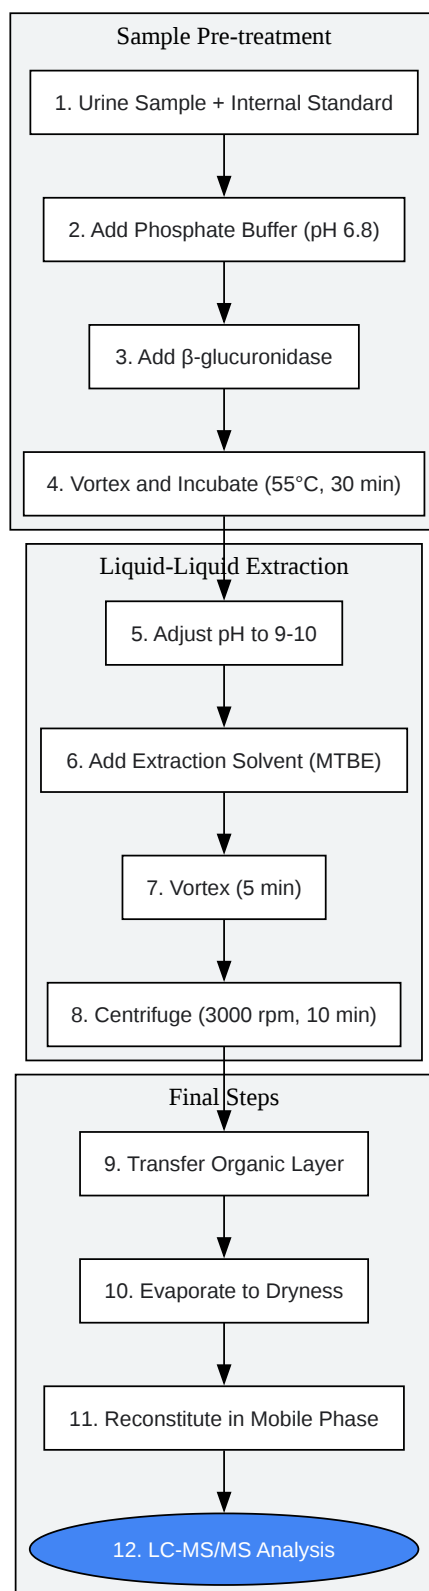 Sample Pre-treatment
1. Urine Sample + Internal Standard
2. Add Phosphate Buffer (pH 6.8)
3. Add β-glucuronidase
4. Vortex and Incubate (55°C, 30 min)
Liquid-Liquid Extraction
5. Adjust pH to 9-10
6. Add Extraction Solvent (MTBE)
7. Vortex (5 min)
8. Centrifuge (3000 rpm, 10 min)
Final Steps
9. Transfer Organic Layer
10. Evaporate to Dryness
11. Reconstitute in Mobile Phase
12. LC-MS/MS Analysis